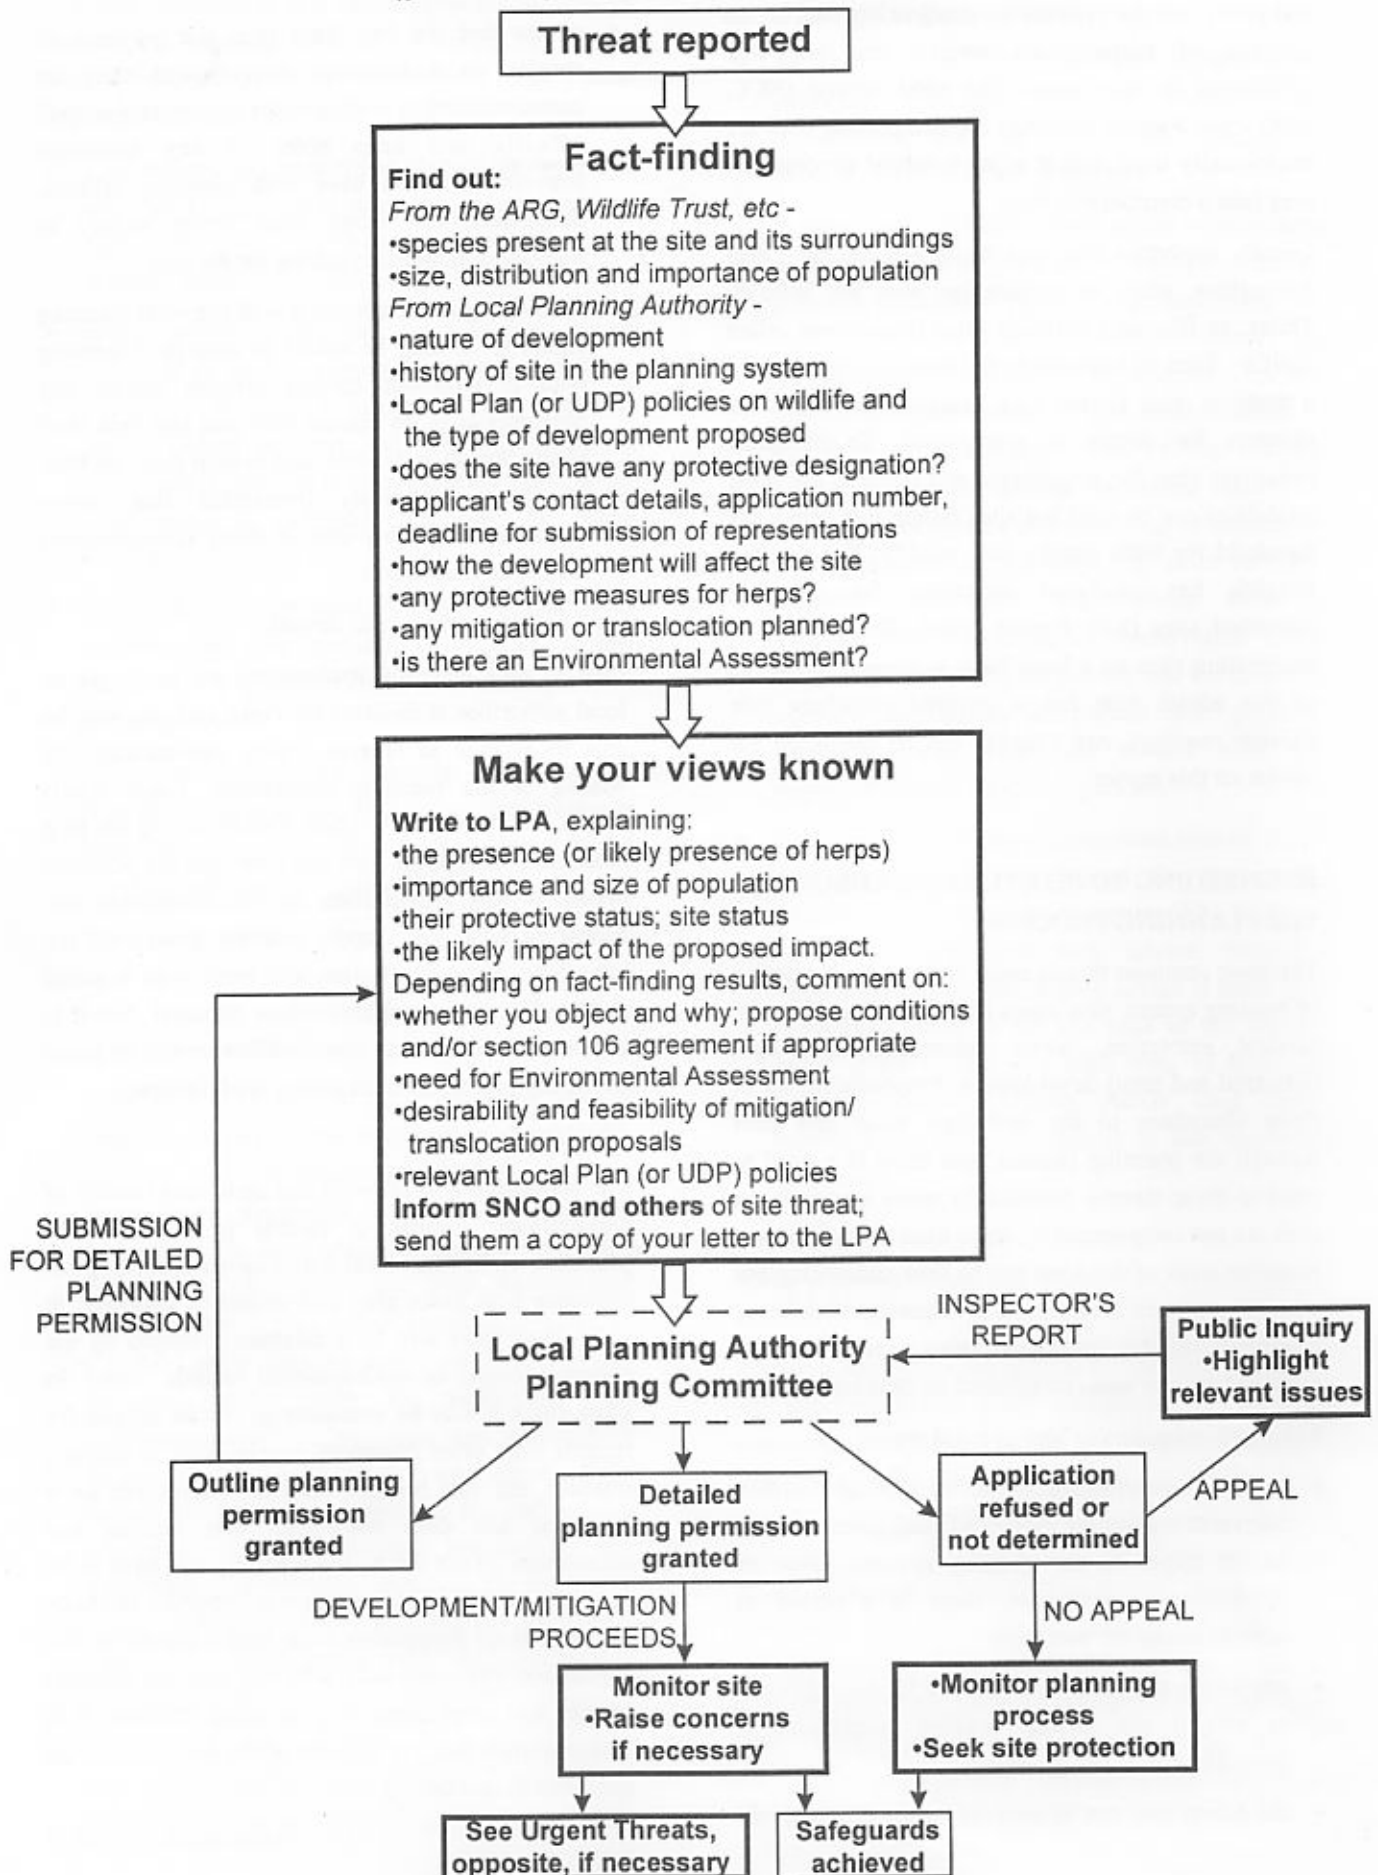 Threat reported
Fact-finding
Find out:
From the ARG, Wildlife Trust, etc -
•species present at the site and its surroundings
•size, distribution and importance of population
From Local Planning Authority -
•nature of development
•history of site in the planning system
•Local Plan (or UDP) policies on wildlife and
the type of development proposed
•does the site have any protective designation?
•applicant's contact details, application number,
deadline for submission of representations
•how the development will affect the site
•any protective measures for herps?
•any mitigation or translocation planned?
•is there an Environmental Assessment?
Make your views known
Write to LPA, explaining:
•the presence (or likely presence of herps)
•importance and size of population
•their protective status; site status
•the likely impact of the proposed impact.
Depending on fact-finding results, comment on:
•whether you object and why; propose conditions
and/or section 106 agreement if appropriate
•need for Environmental Assessment
•desirability and feasibility of mitigation/
translocation proposals
•relevant Local Plan (or UDP) policies
Inform SNCO and others of site threat;
send them a copy of your letter to the LPA
SUBMISSION
FOR DETAILED
PLANNING
PERMISSION
Local Planning Authority
Planning Committee
INSPECTOR'S
REPORT
Public Inquiry
•Highlight
relevant issues
Outline planning
permission
granted
Detailed
planning permission
granted
Application
refused or
not determined
APPEAL
DEVELOPMENT/MITIGATION
PROCEEDS
NO APPEAL
Monitor site
•Raise concerns
if necessary
•Monitor planning
process
•Seek site protection
See Urgent Threats,
opposite, if necessary
Safeguards
achieved